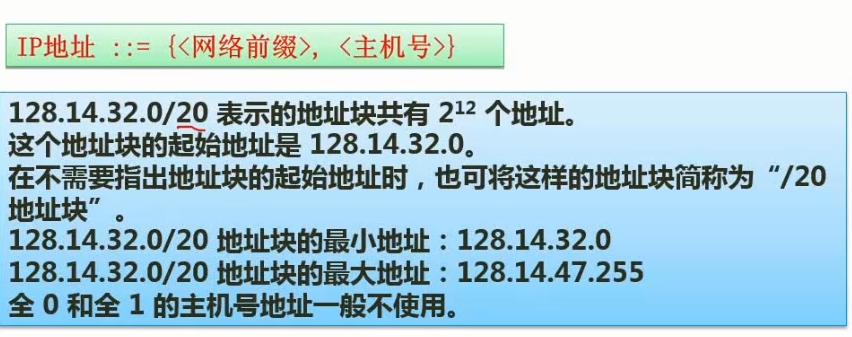 IP地址 ::= {<网络前缀>, <主机号>}
128.14.32.0/20 表示的地址块共有 2¹² 个地址。
这个地址块的起始地址是 128.14.32.0。
在不需要指出地址块的起始地址时，也可将这样的地址块简称为“/20
地址块”。
128.14.32.0/20 地址块的最小地址：128.14.32.0
128.14.32.0/20 地址块的最大地址：128.14.47.255
全 0 和全 1 的主机号地址一般不使用。